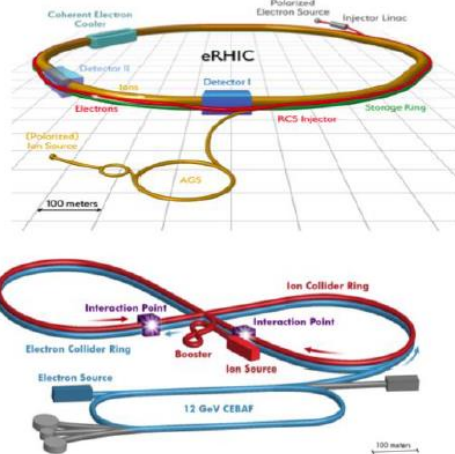 Polarized
Electron Source
Injector Linac
Coherent Electron
Cooler
eRHIC
Detector II
Detector I
Ions
Electrons
RCS Injector
Storage Ring
(Polarized)
Ion Source
AGS
100 meters
Ion Collider Ring
Interaction Point
Interaction Point
Electron Collider Ring
Booster
Ion Source
Electron Source
12 GeV CEBAF
100 meters